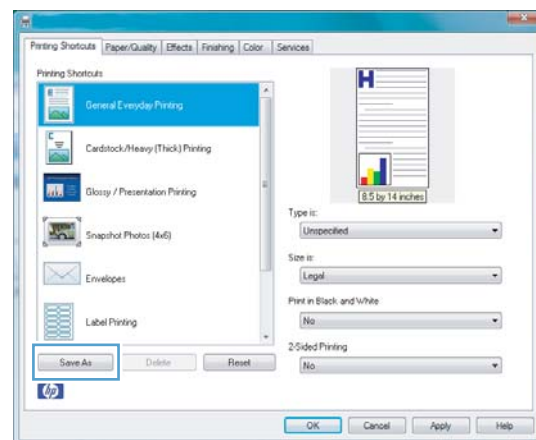 Printing Shortcuts Paper/Quality Effects Finishing Color Services
Printing Shortcuts
General Everyday Printing
Cardstock/Heavy (Thick) Printing
Glossy / Presentation Printing
Snapshot Photos (4x6)
Envelopes
Label Printing
Save As Delete Reset
hp
H
8.5 by 14 inches
Type is:
Unspecified
Size is:
Legal
Print in Black and White
No
2-Sided Printing
No
OK Cancel Apply Help